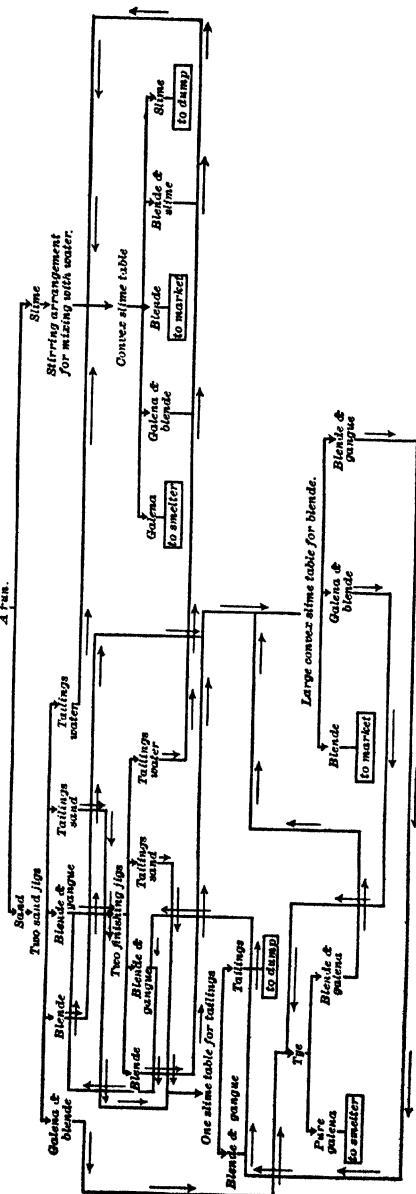 A run.
Sand
Slime
Two sand jigs
Stirring arrangement
for mixing with water.
Galena &
blende
Blende
Blende &
gangue
Tailings
sand
Tailings
water
Convex slime table
Galena
to smelter
Galena &
blende
Blende
to market
Blende &
slime
Slime
to dump
Two finishing jigs
Blende
Blende &
gangue
Tailings
sand
Tailings
water
One slime table for tailings
Blende & gangue
Tailings
to dump
Large convex slime table for blende.
Blende
to market
Galena &
blende
Blende &
gangue
Tye
Pure
galena
to smelter
Blende &
galena